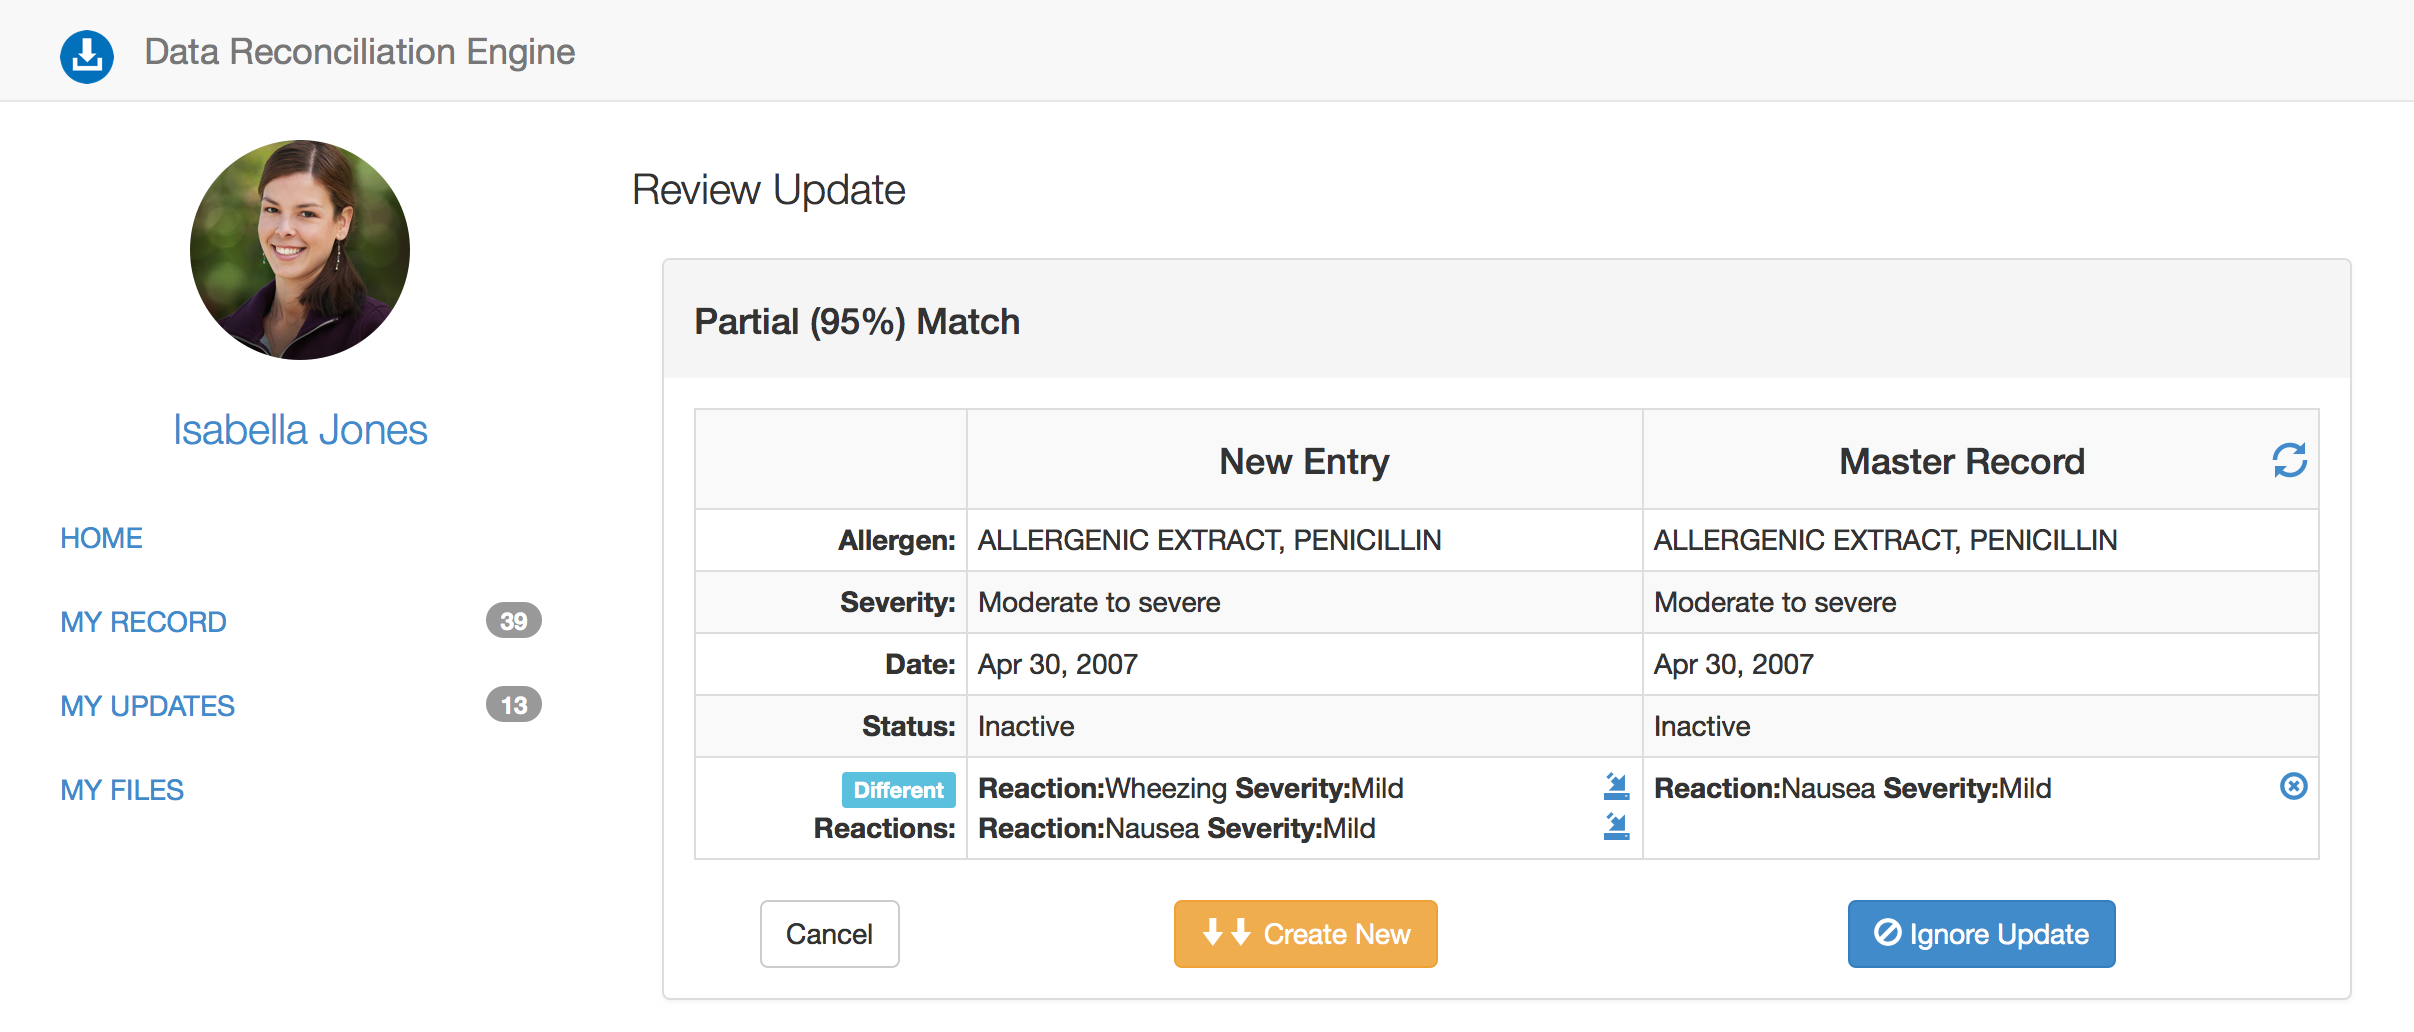 Data Reconciliation Engine
Isabella Jones
HOME
MY RECORD 39
MY UPDATES 13
MY FILES
Review Update
Partial (95%) Match
New Entry Master Record
Allergen: ALLERGENIC EXTRACT, PENICILLIN ALLERGENIC EXTRACT, PENICILLIN
Severity: Moderate to severe Moderate to severe
Date: Apr 30, 2007 Apr 30, 2007
Status: Inactive Inactive
Different Reaction:Wheezing Severity:Mild Reaction:Nausea Severity:Mild
Reactions: Reaction:Nausea Severity:Mild
Cancel Create New Ignore Update